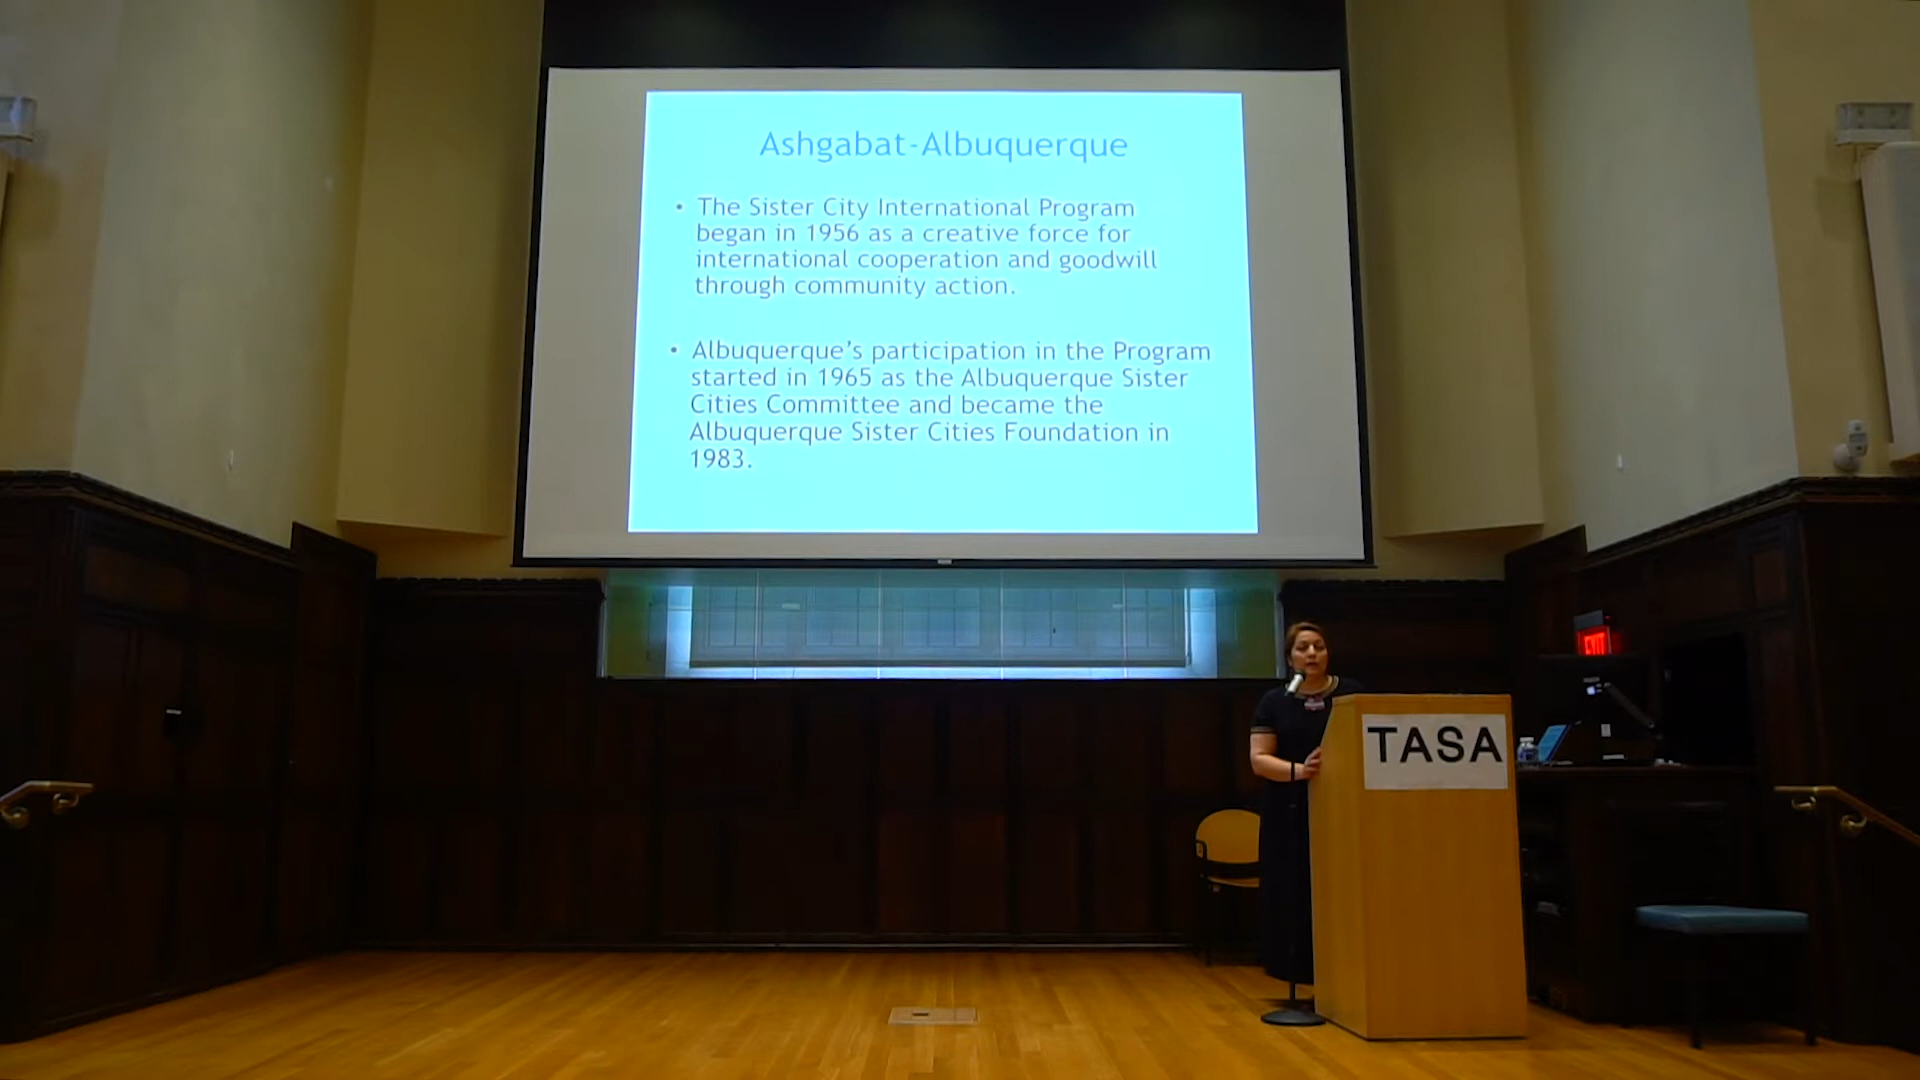 Ashgabat-Albuquerque
• The Sister City International Program
began in 1956 as a creative force for
international cooperation and goodwill
through community action.
• Albuquerque's participation in the Program
started in 1965 as the Albuquerque Sister
Cities Committee and became the
Albuquerque Sister Cities Foundation in
1983.
EXIT
TASA